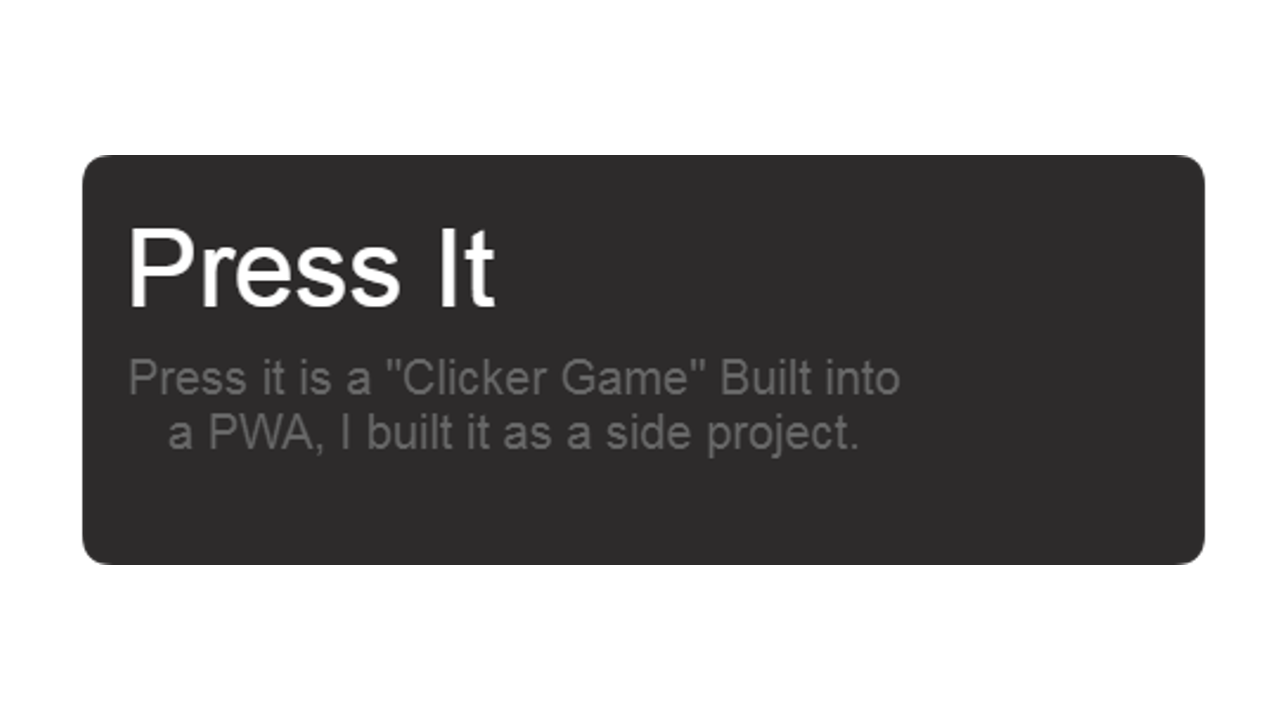 Press It
Press it is a "Clicker Game" Built into
a PWA, I built it as a side project.